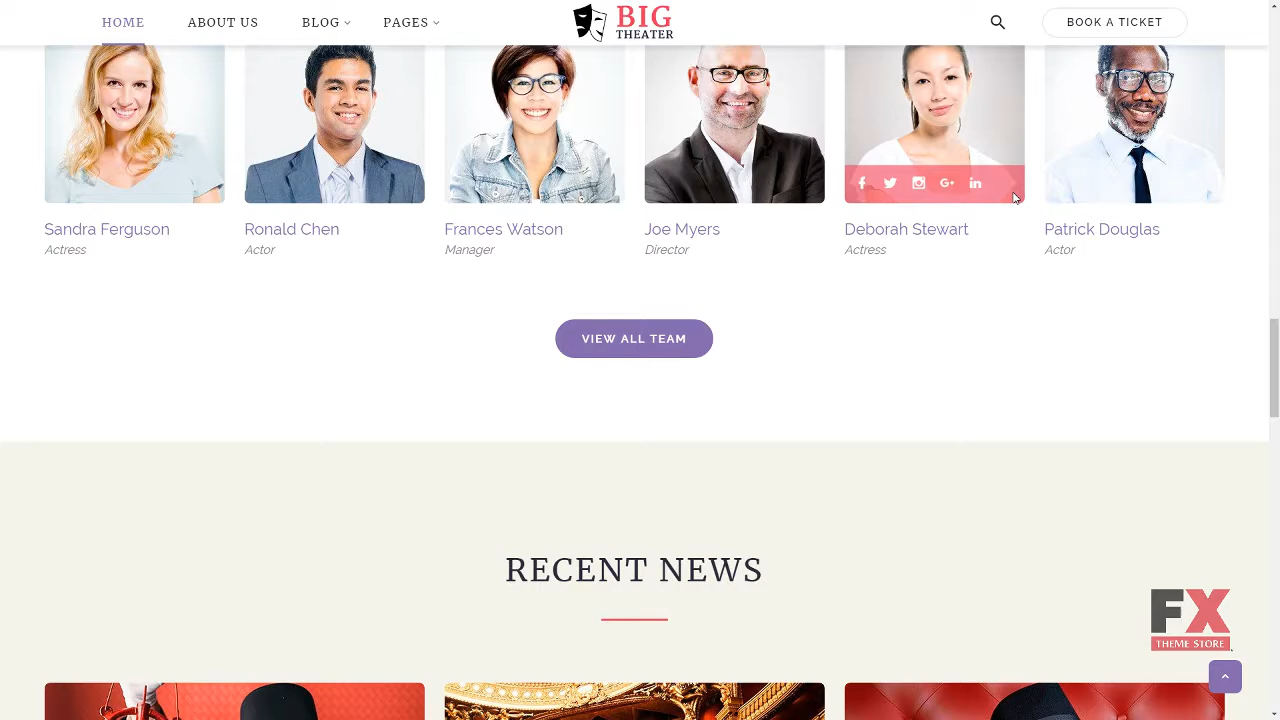 HOME
ABOUT US
BLOG
PAGES
BIG
THEATER
BOOK A TICKET
Sandra Ferguson
Actress
Ronald Chen
Actor
Frances Watson
Manager
Joe Myers
Director
Deborah Stewart
Actress
Patrick Douglas
Actor
VIEW ALL TEAM
RECENT NEWS
FX
THEME STORE